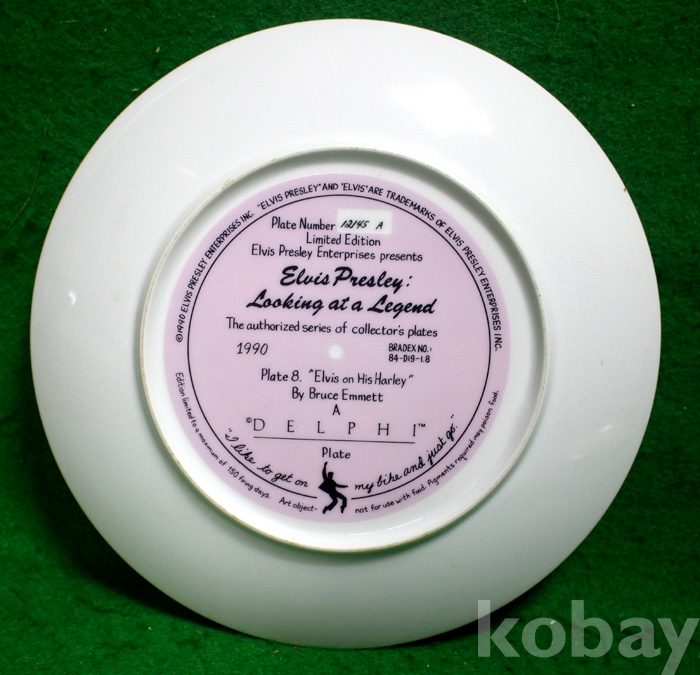 ©1990 ELVIS PRESLEY ENTERPRISES INC. "ELVIS PRESLEY" AND "ELVIS" ARE TRADEMARKS OF ELVIS PRESLEY ENTERPRISES INC.
Plate Number 12145 A
Limited Edition
Elvis Presley Enterprises presents
Elvis Presley:
Looking at a Legend
The authorized series of collector's plates
1990
BRADEX NO.:
84-D19-1.8
Plate 8. "Elvis on His Harley"
By Bruce Emmett
A
©DELPHI™
Plate
"I like to get on my bike and just go."
Edition limited to a maximum of 150 firing days. Art object- not for use with food. Pigments required may poison food.
kobay